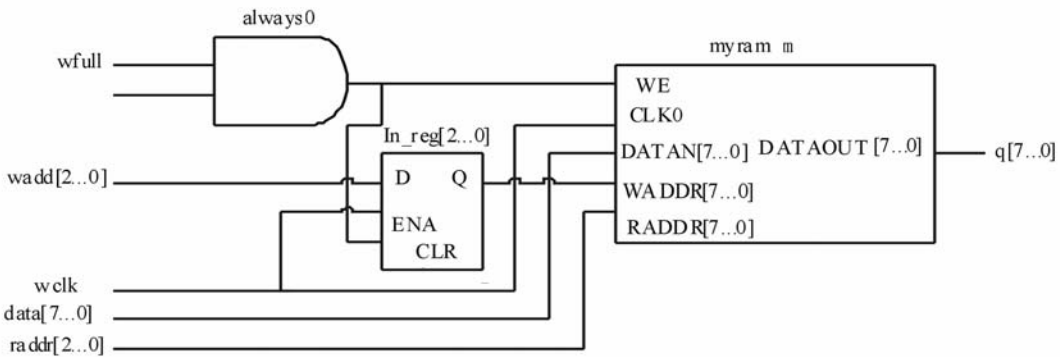 always0
wfull
myram m
WE
CLK0
In_reg[2...0]
DATAN[7...0]
DATAOUT [7...0]
q[7...0]
wadd[2...0]
D
Q
WADDR[7...0]
ENA
RADDR[7...0]
CLR
wclk
data[7...0]
raddr[2...0]